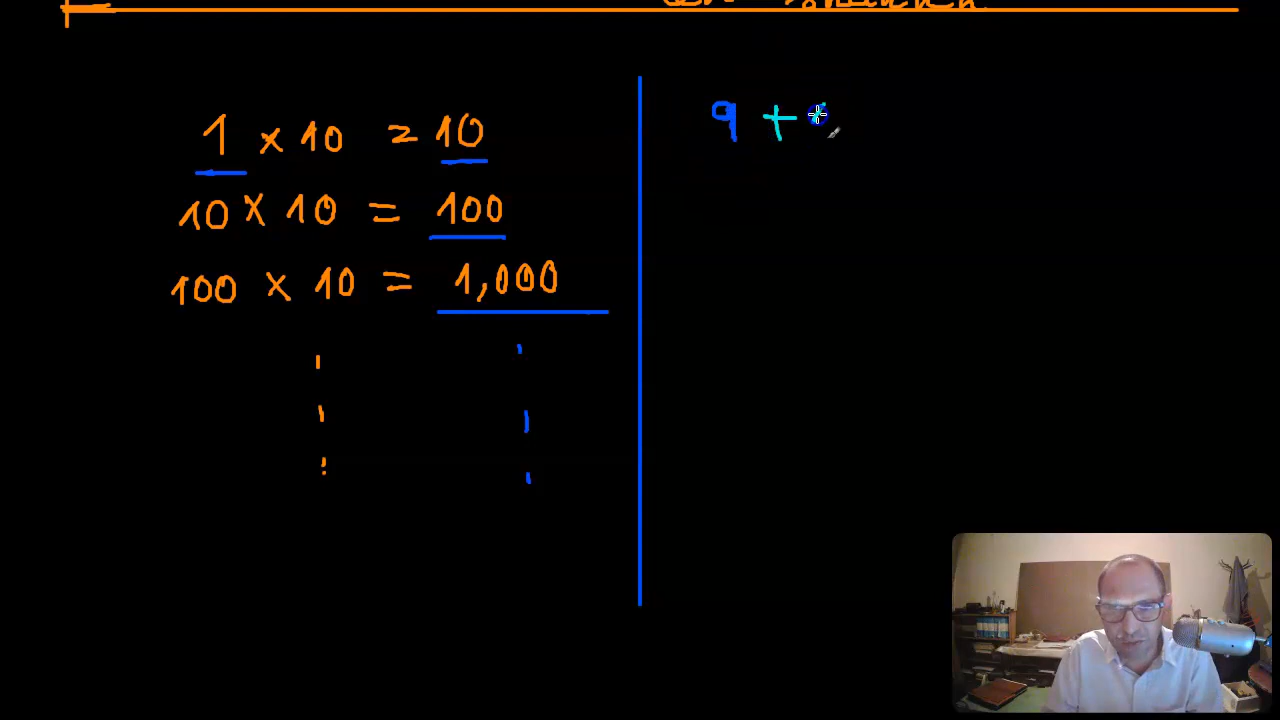 1 × 10 = 10
10 × 10 = 100
100 × 10 = 1,000
9 +